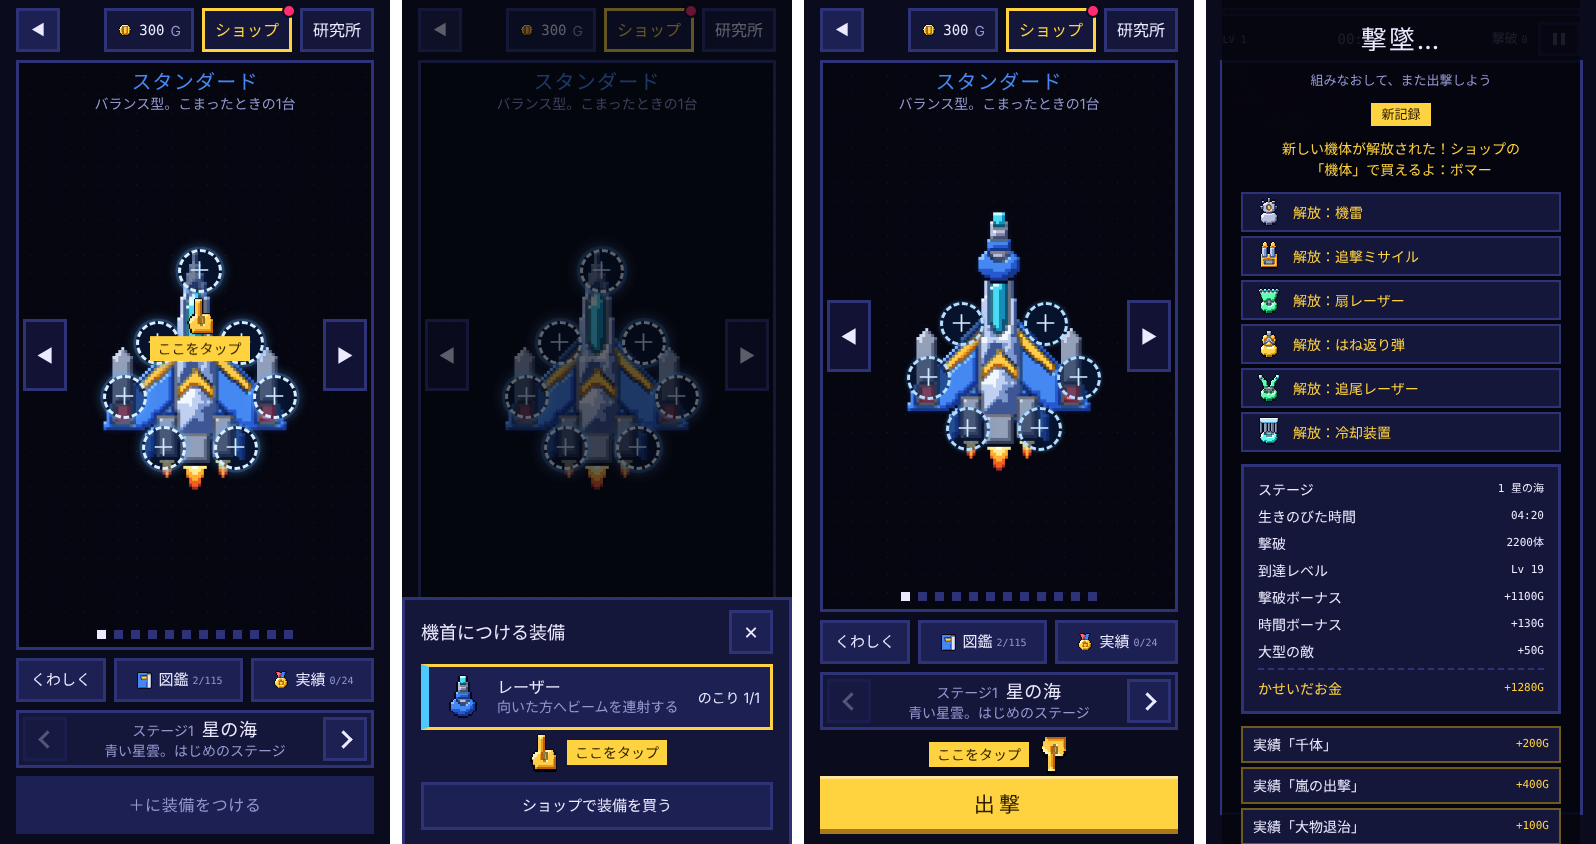 300 G
ショップ
研究所
スタンダード
バランス型。こまったときの1台
ここをタップ
くわしく
図鑑 2/115
実績 0/24
ステージ1 星の海
青い星雲。はじめのステージ
＋に装備をつける
300 G
ショップ
研究所
スタンダード
バランス型。こまったときの1台
機首につける装備
×
レーザー
向いた方へビームを連射する
のこり 1/1
ここをタップ
ショップで装備を買う
300 G
ショップ
研究所
スタンダード
バランス型。こまったときの1台
くわしく
図鑑 2/115
実績 0/24
ステージ1 星の海
青い星雲。はじめのステージ
ここをタップ
出撃
LV 1
撃破 0
撃墜…
組みなおして、また出撃しよう
新記録
新しい機体が解放された！ショップの
「機体」で買えるよ：ボマー
解放：機雷
解放：追撃ミサイル
解放：扇レーザー
解放：はね返り弾
解放：追尾レーザー
解放：冷却装置
ステージ 1 星の海
生きのびた時間 04:20
撃破 2200体
到達レベル Lv 19
撃破ボーナス +1100G
時間ボーナス +130G
大型の敵 +50G
かせいだお金 +1280G
実績「千体」 +200G
実績「嵐の出撃」 +400G
実績「大物退治」 +100G